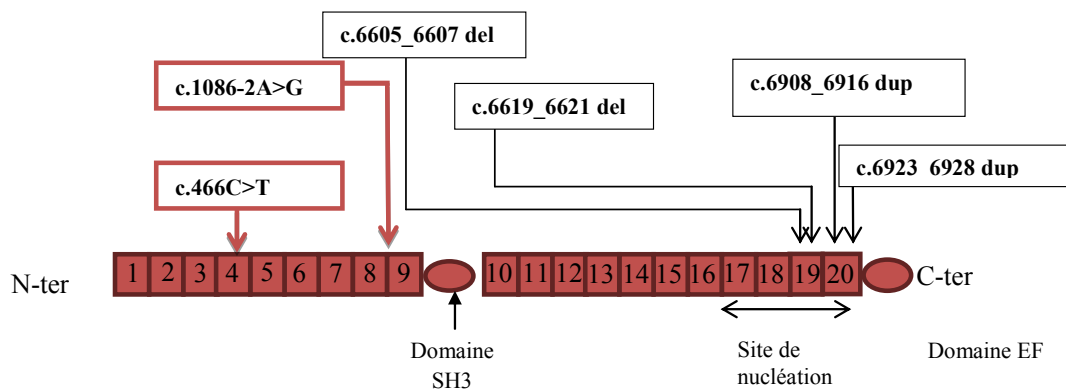 c.6605_6607 del
c.1086-2A>G
c.6908_6916 dup
c.6619_6621 del
c.6923 6928 dup
c.466C>T
N-ter
1 2 3 4 5 6 7 8 9 10 11 12 13 14 15 16 17 18 19 20
C-ter
Domaine
SH3
Site de
nucléation
Domaine EF